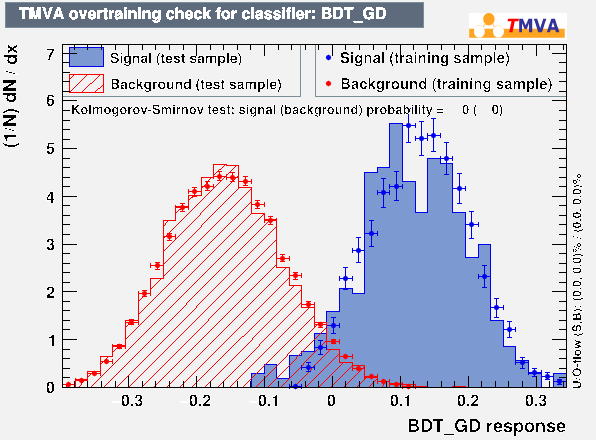 TMVA overtraining check for classifier: BDT_GD
TMVA
Signal (test sample)
Signal (training sample)
Background (test sample)
Background (training sample)
Kolmogorov-Smirnov test: signal (background) probability = 0 ( 0)
(1/N) dN / dx
7
6
5
4
3
2
1
0
0.3 0.2 0.1 0 0.1 0.2 0.3
BDT_GD response
U/O-flow (S,B): (0.0, 0.0)% / (0.0, 0.0)%